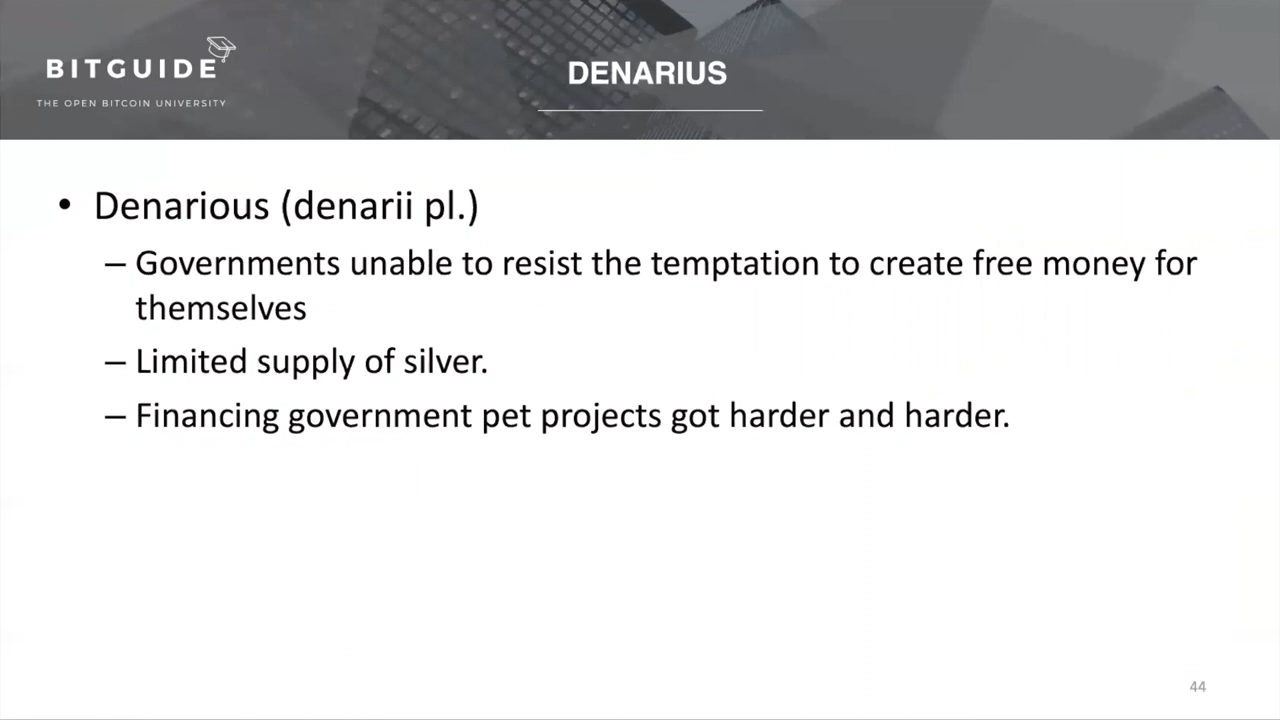 BITGUIDE
THE OPEN BITCOIN UNIVERSITY
DENARIUS
• Denarious (denarii pl.)
– Governments unable to resist the temptation to create free money for
themselves
– Limited supply of silver.
– Financing government pet projects got harder and harder.
44